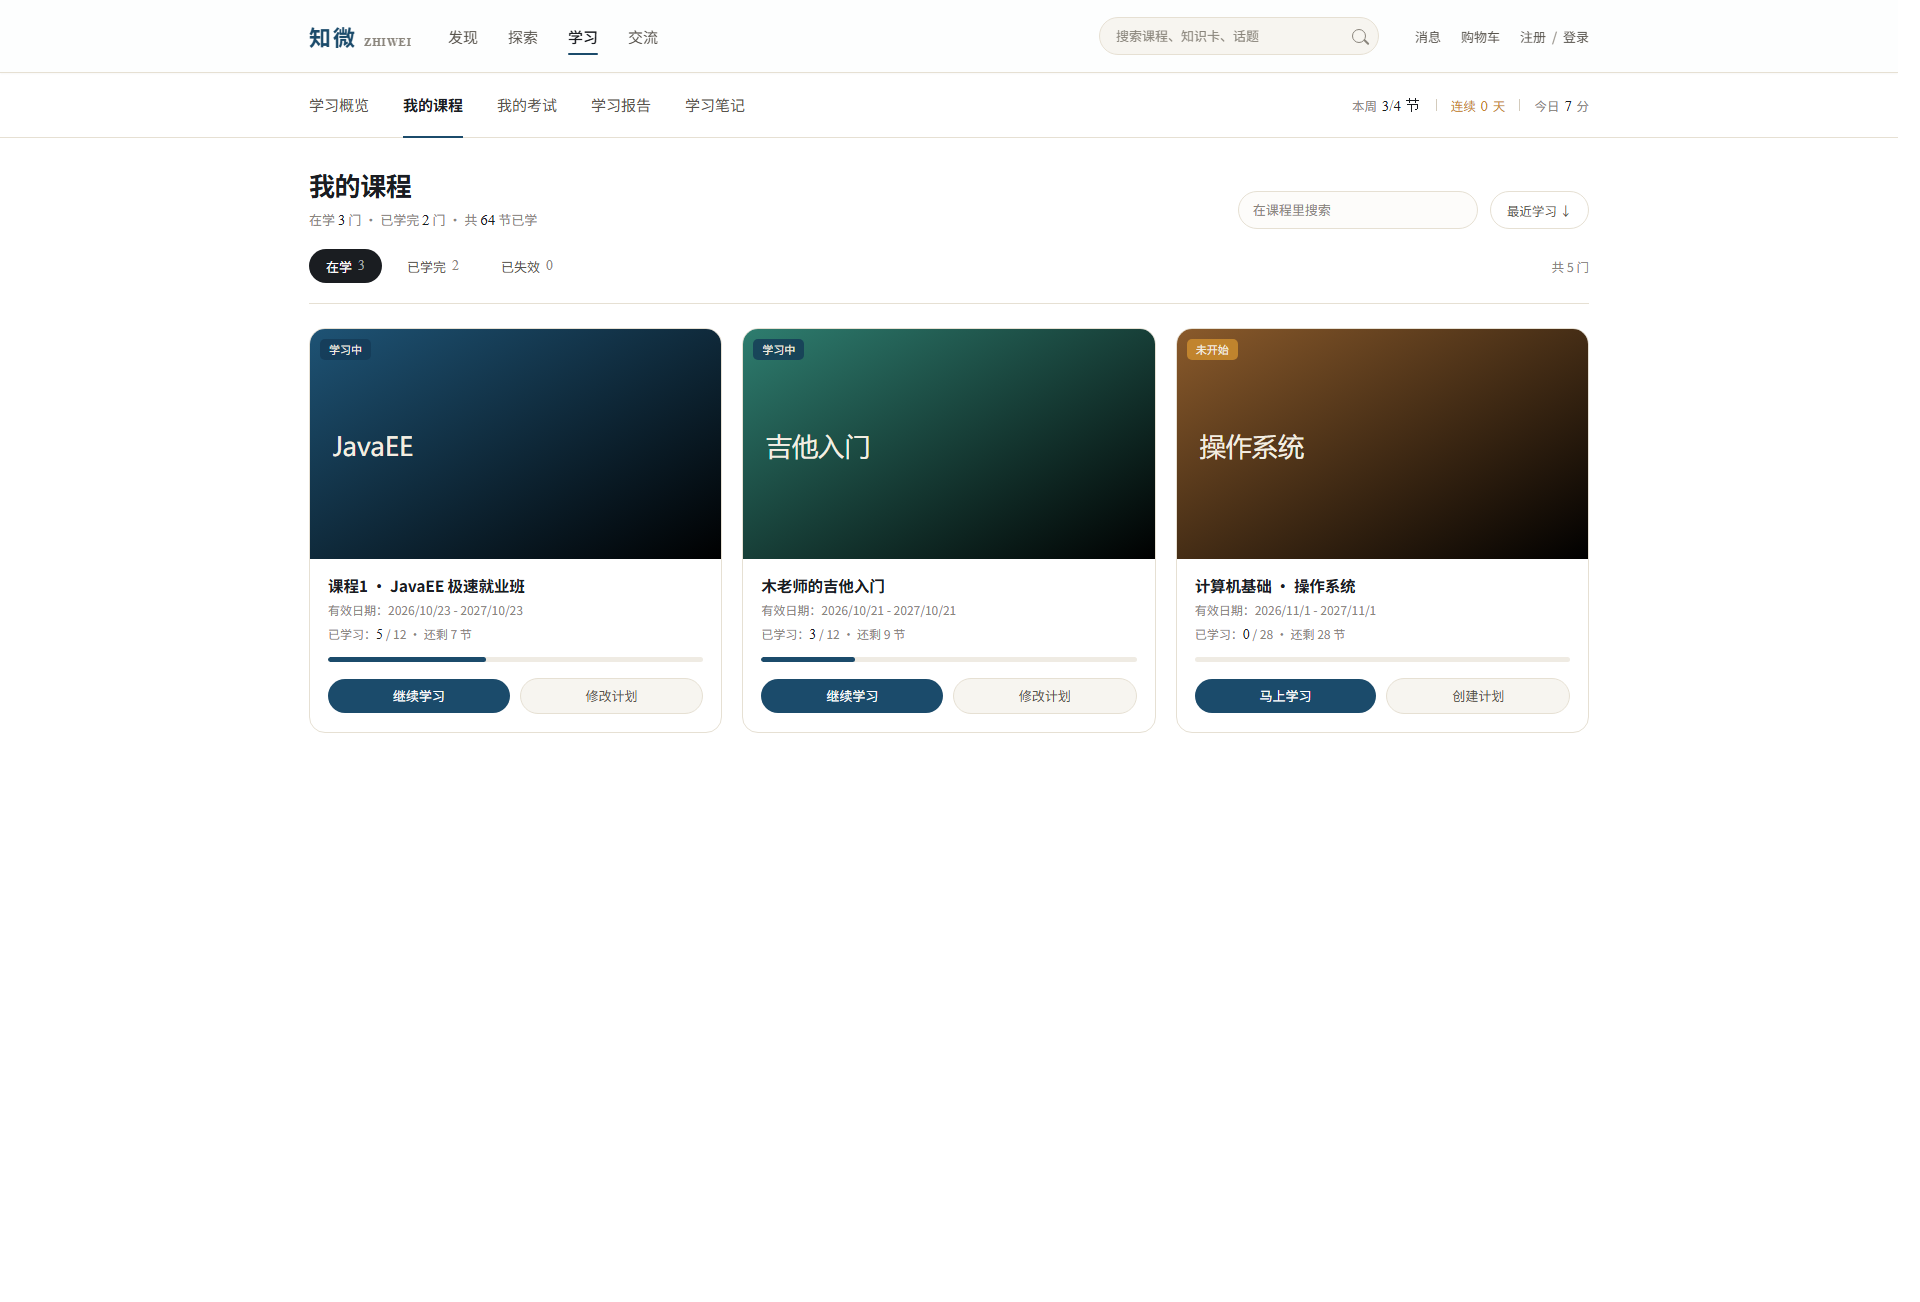 知微 ZHIWEI 发现 探索 学习 交流 搜索课程、知识卡、话题 消息 购物车 注册 / 登录
学习概览 我的课程 我的考试 学习报告 学习笔记 本周 3/4 节 连续 0 天 今日 7 分
我的课程
在学 3 门 · 已学完 2 门 · 共 64 节已学
在课程里搜索 最近学习 ↓
在学 3 已学完 2 已失效 0 共 5 门
学习中
JavaEE
课程1 · JavaEE 极速就业班
有效日期：2026/10/23 - 2027/10/23
已学习：5 / 12 · 还剩 7 节
继续学习 修改计划
学习中
吉他入门
木老师的吉他入门
有效日期：2026/10/21 - 2027/10/21
已学习：3 / 12 · 还剩 9 节
继续学习 修改计划
未开始
操作系统
计算机基础 · 操作系统
有效日期：2026/11/1 - 2027/11/1
已学习：0 / 28 · 还剩 28 节
马上学习 创建计划